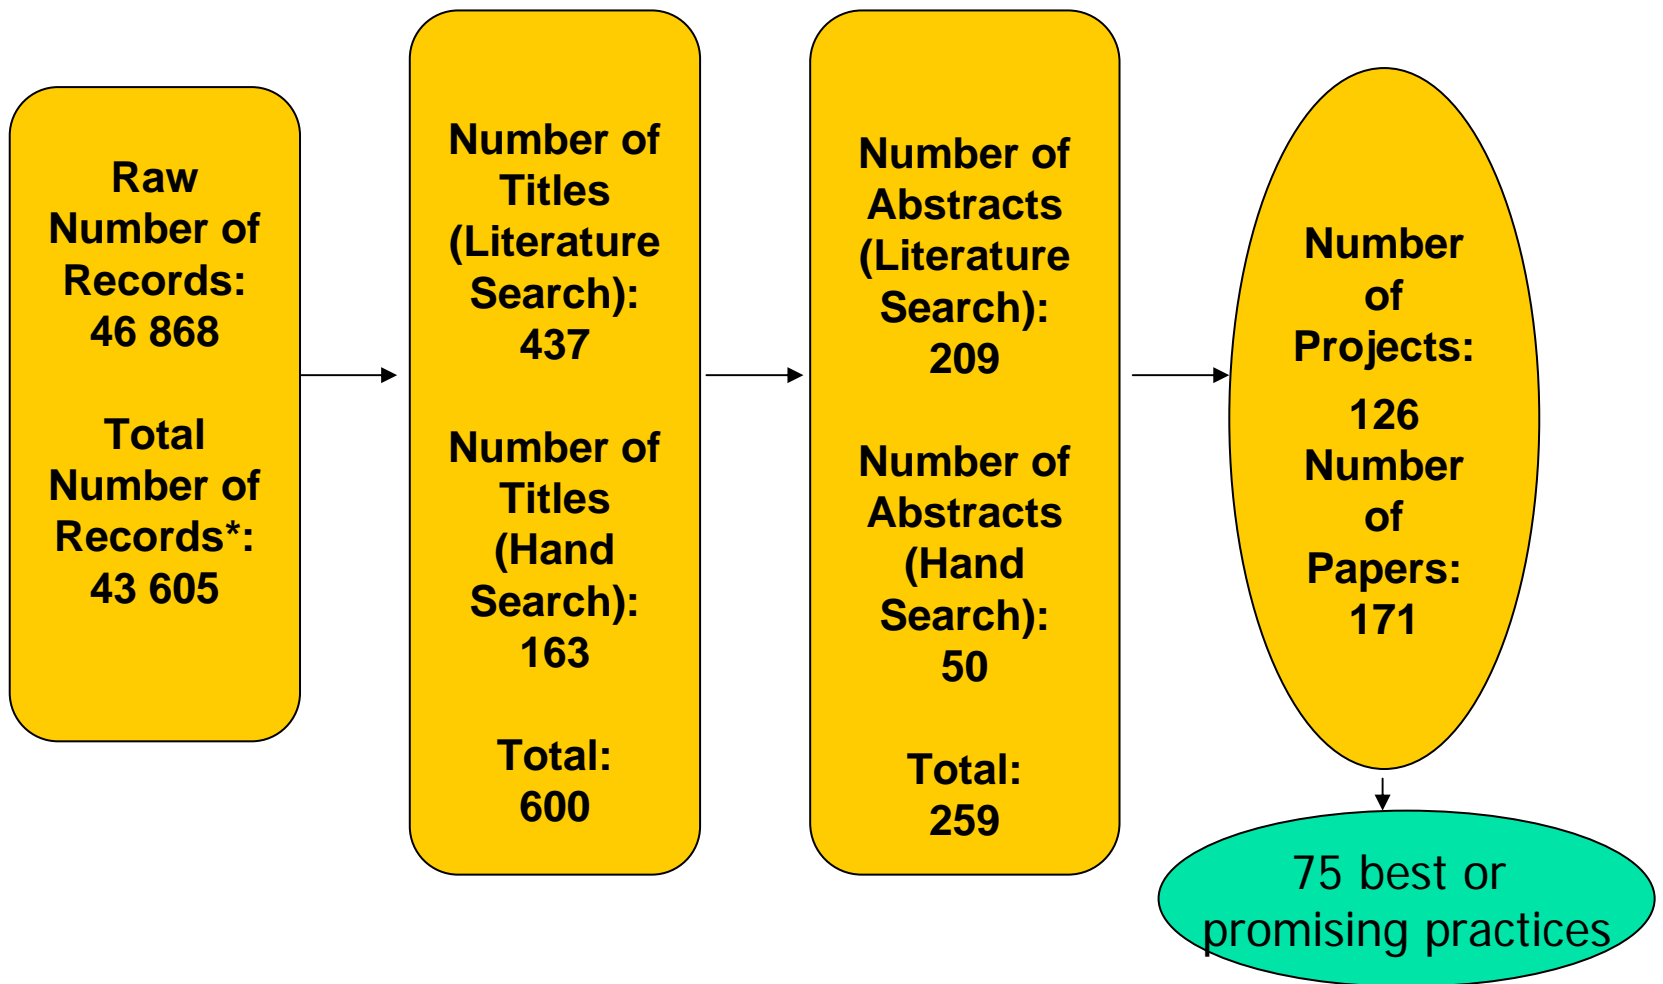 Raw
Number of
Records:
46 868
Total
Number of
Records*:
43 605
Number of
Titles
(Literature
Search):
437
Number of
Titles
(Hand
Search):
163
Total:
600
Number of
Abstracts
(Literature
Search):
209
Number of
Abstracts
(Hand
Search):
50
Total:
259
Number
of
Projects:
126
Number
of
Papers:
171
75 best or
promising practices